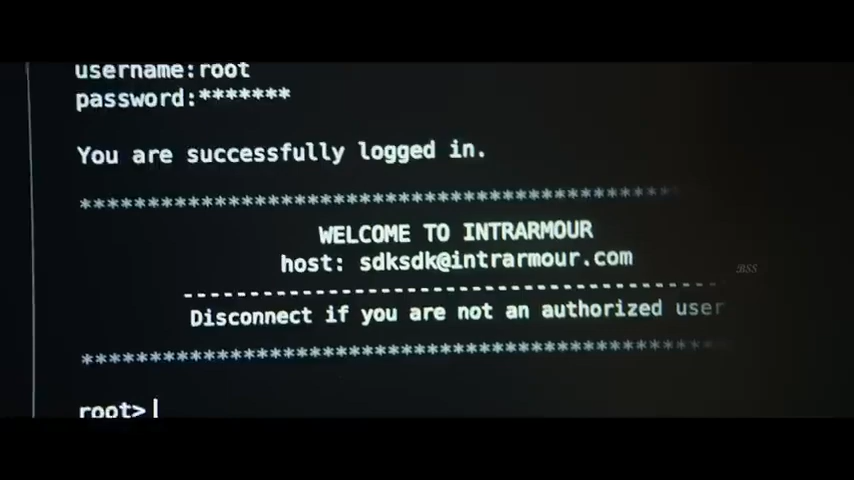 username:root
password:*******
You are successfully logged in.
********************************************************
WELCOME TO INTRARMOUR
host: sdksdk@intrarmour.com
------------------------------------------
Disconnect if you are not an authorized user
************************************************************
root>
BSS